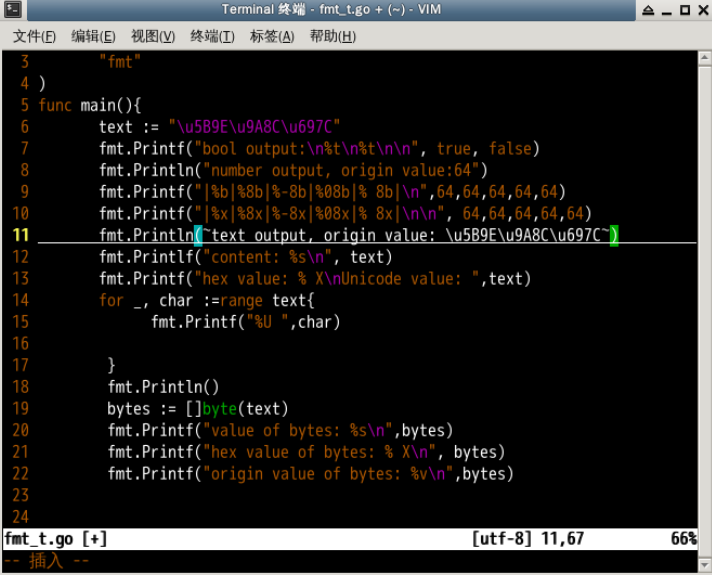 Terminal 终端 - fmt_t.go + (~) - VIM
文件(F) 编辑(E) 视图(V) 终端(T) 标签(A) 帮助(H)
3 "fmt"
4 )
5 func main(){
6 text := "\u5B9E\u9A8C\u697C"
7 fmt.Printf("bool output:\n%t\n%t\n\n", true, false)
8 fmt.Println("number output, origin value:64")
9 fmt.Printf("|%b|%8b|%-8b|%08b|% 8b|\n",64,64,64,64,64)
10 fmt.Printf("|%x|%8x|%-8x|%08x|% 8x|\n\n", 64,64,64,64,64)
11 fmt.Println(~text output, origin value: \u5B9E\u9A8C\u697C~)
12 fmt.Printlf("content: %s\n", text)
13 fmt.Printf("hex value: % X\nUnicode value: ",text)
14 for _, char :=range text{
15 fmt.Printf("%U ",char)
16
17 }
18 fmt.Println()
19 bytes := []byte(text)
20 fmt.Printf("value of bytes: %s\n",bytes)
21 fmt.Printf("hex value of bytes: % X\n", bytes)
22 fmt.Printf("origin value of bytes: %v\n",bytes)
23
24
fmt_t.go [+] [utf-8] 11,67 66%
-- 插入 --